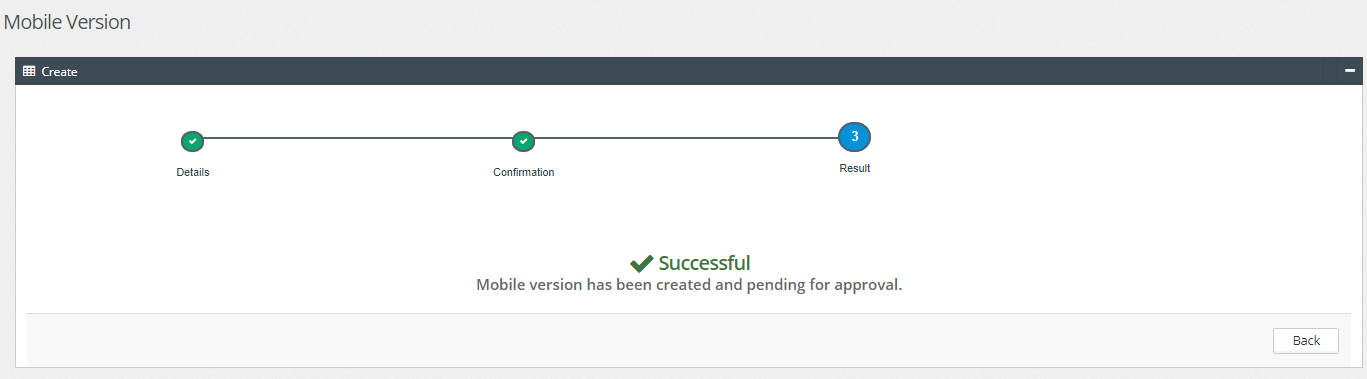 Mobile Version
Create
3
Details
Confirmation
Result
Successful
Mobile version has been created and pending for approval.
Back